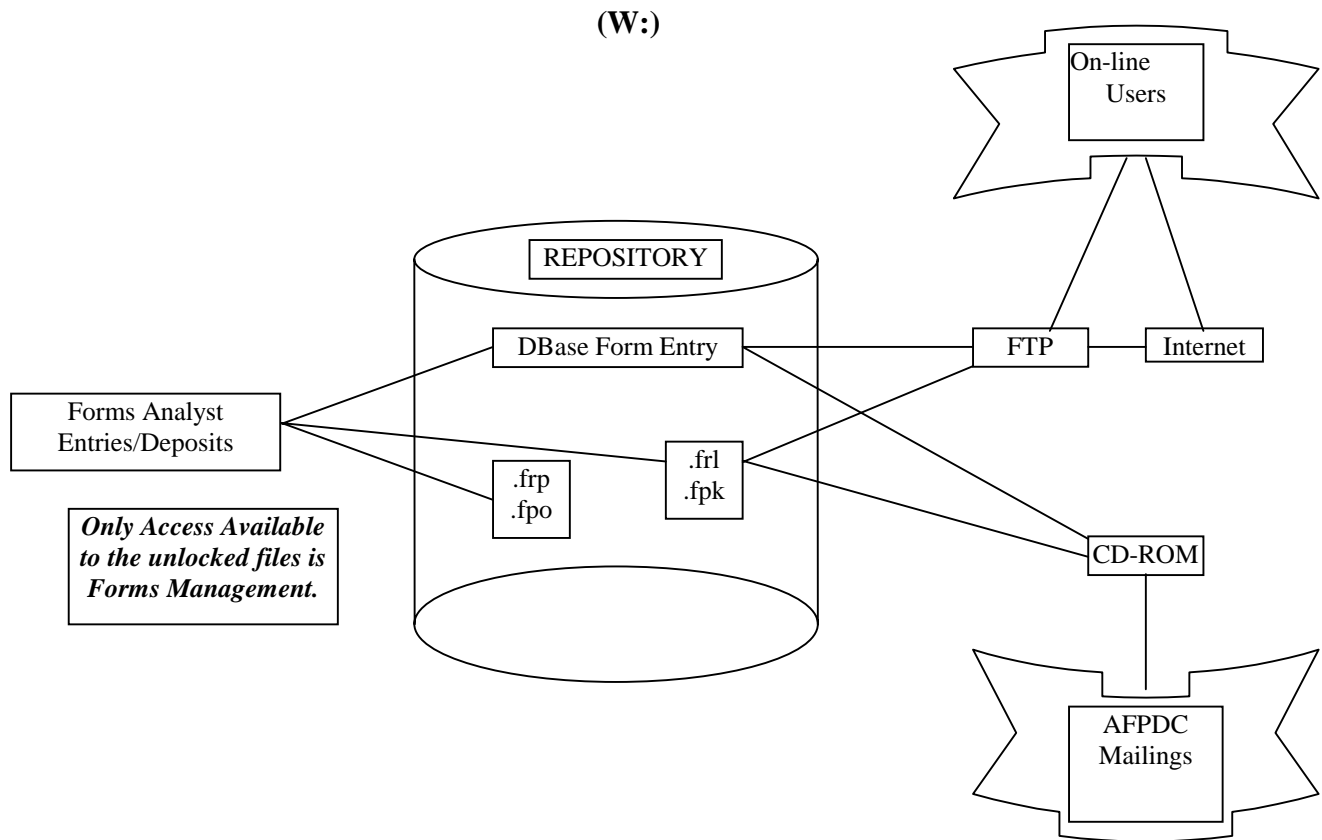 (W:)
On-line
Users
REPOSITORY
DBase Form Entry
FTP
Internet
Forms Analyst
Entries/Deposits
.frp
.fpo
.frl
.fpk
Only Access Available
to the unlocked files is
Forms Management.
CD-ROM
AFPDC
Mailings